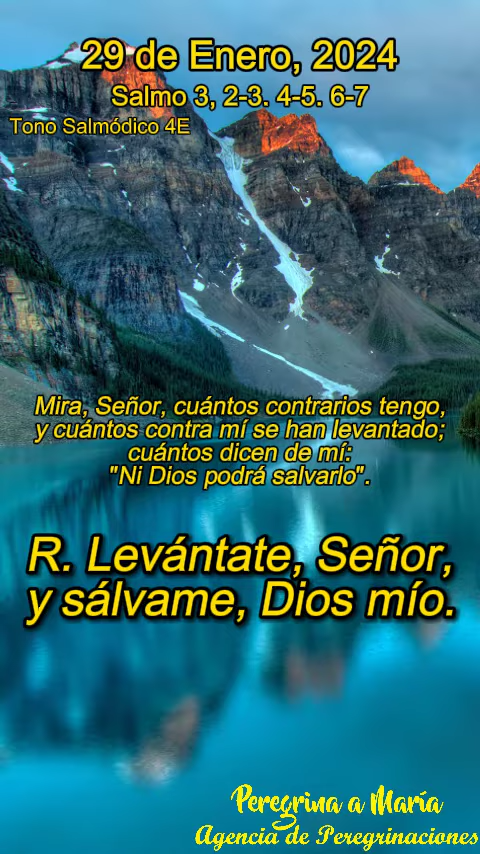 29 de Enero, 2024
Salmo 3, 2-3. 4-5. 6-7
Tono Salmódico 4E
Mira, Señor, cuántos contrarios tengo,
y cuántos contra mí se han levantado;
cuántos dicen de mí:
"Ni Dios podrá salvarlo".
R. Levántate, Señor,
y sálvame, Dios mío.
Peregrina a María
Agencia de Peregrinaciones